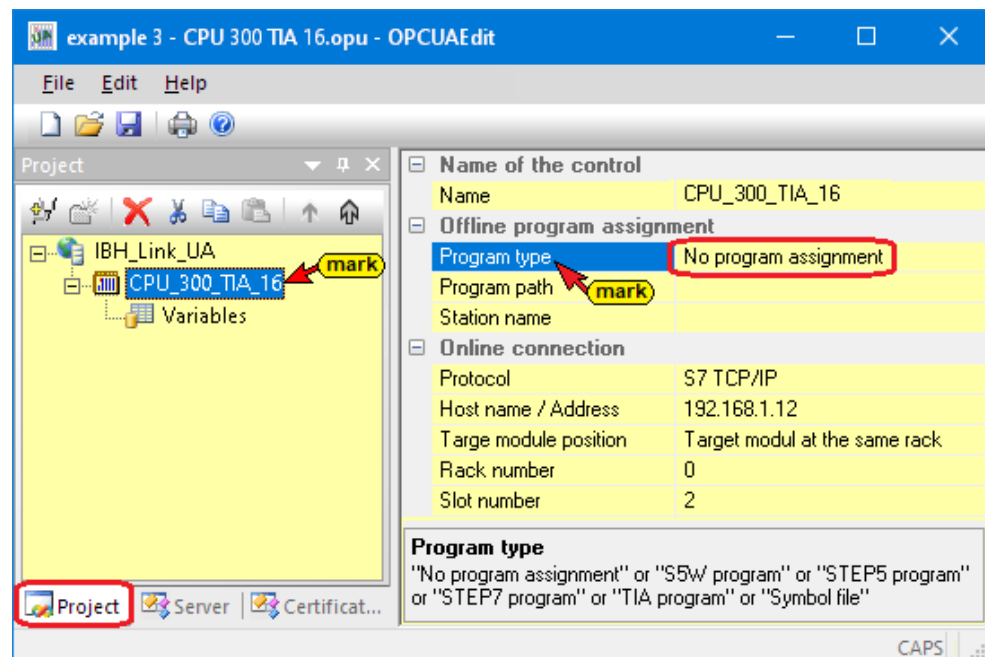 example 3 - CPU 300 TIA 16.opu - OPCUAEdit
File Edit Help
Project
IBH_Link_UA
CPU_300_TIA_16
mark
Variables
Name of the control
Name CPU_300_TIA_16
Offline program assignment
Program type No program assignment
Program path mark
Station name
Online connection
Protocol S7 TCP/IP
Host name / Address 192.168.1.12
Targe module position Target modul at the same rack
Rack number 0
Slot number 2
Program type
"No program assignment" or "S5W program" or "STEP5 program"
or "STEP7 program" or "TIA program" or "Symbol file"
Project Server Certificat...
CAPS